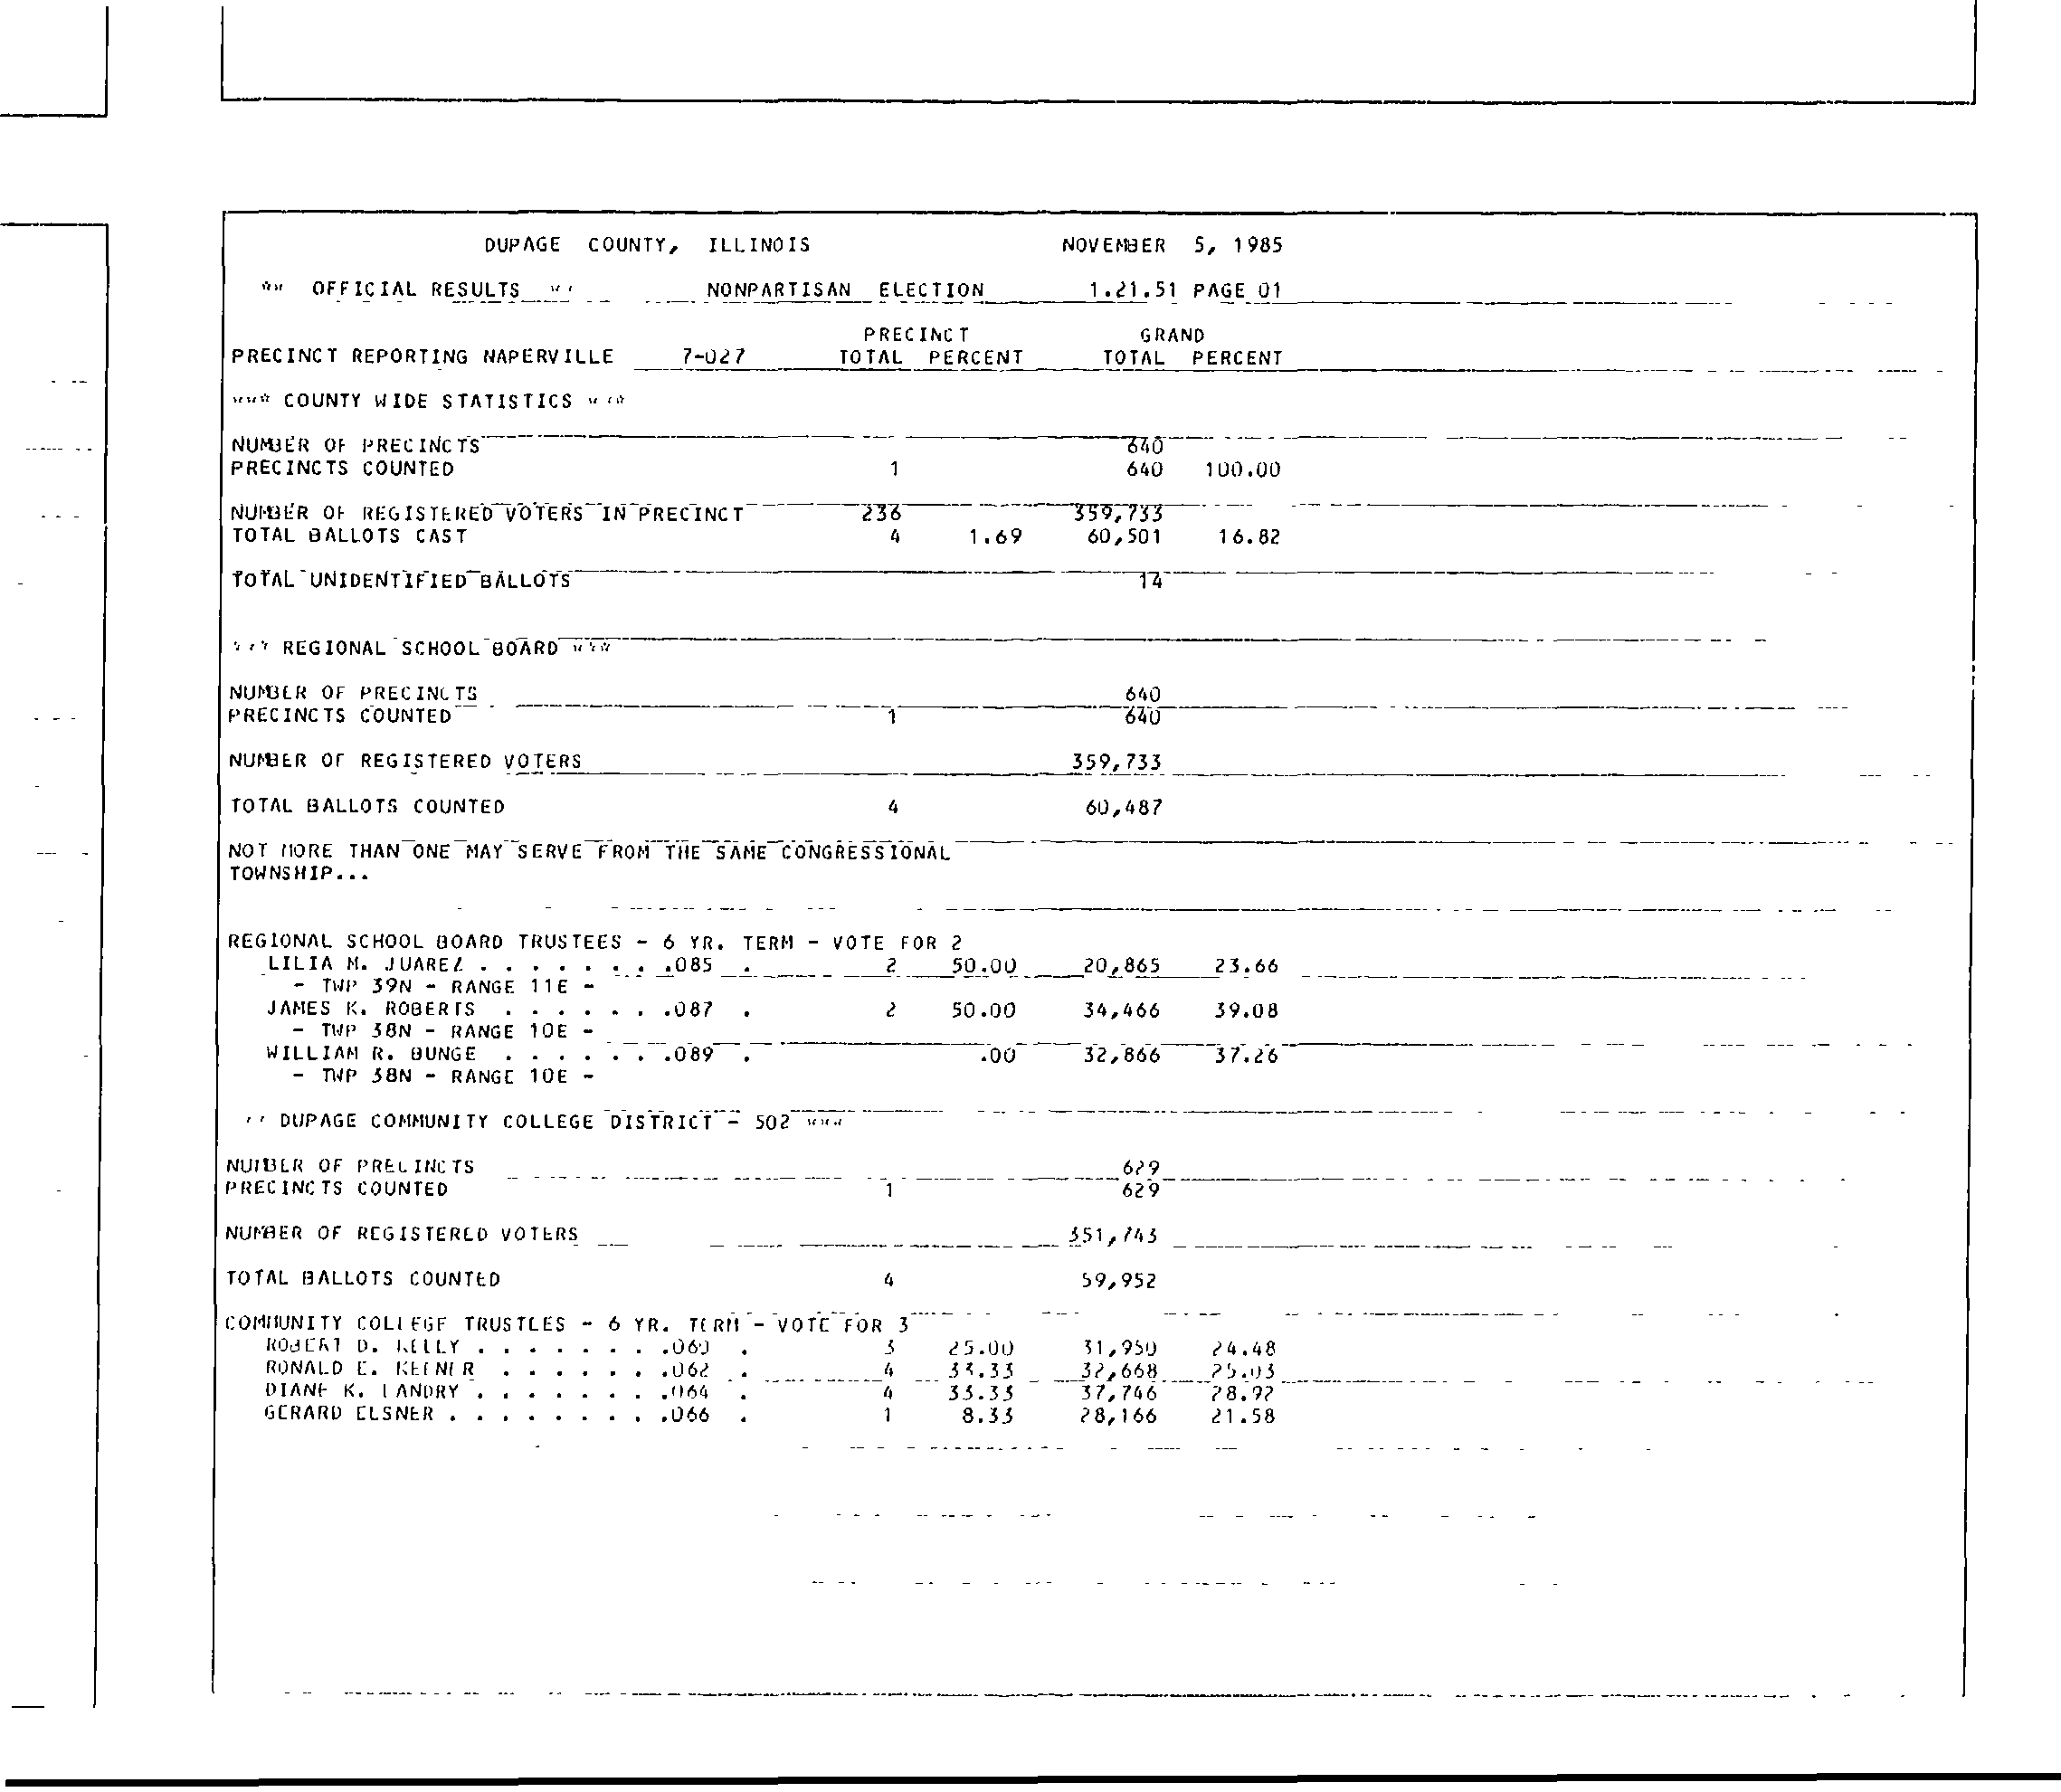 DUPAGE COUNTY, ILLINOIS NOVEMBER 5, 1985
** OFFICIAL RESULTS ** NONPARTISAN ELECTION 1.21.51 PAGE 01
PRECINCT GRAND
PRECINCT REPORTING NAPERVILLE 7-027 TOTAL PERCENT TOTAL PERCENT
*** COUNTY WIDE STATISTICS ***
NUMBER OF PRECINCTS 640
PRECINCTS COUNTED 1 640 100.00
NUMBER OF REGISTERED VOTERS IN PRECINCT 236 359,733
TOTAL BALLOTS CAST 4 1.69 60,501 16.82
TOTAL UNIDENTIFIED BALLOTS 14
*** REGIONAL SCHOOL BOARD ***
NUMBER OF PRECINCTS 640
PRECINCTS COUNTED 1 640
NUMBER OF REGISTERED VOTERS 359,733
TOTAL BALLOTS COUNTED 4 60,487
NOT MORE THAN ONE MAY SERVE FROM THE SAME CONGRESSIONAL
TOWNSHIP...
REGIONAL SCHOOL BOARD TRUSTEES - 6 YR. TERM - VOTE FOR 2
LILIA M. JUAREZ . . . . . . . .085 . 2 50.00 20,865 23.66
- TWP 39N - RANGE 11E -
JAMES K. ROBERTS . . . . . . .087 . 2 50.00 34,466 39.08
- TWP 38N - RANGE 10E -
WILLIAM R. BUNGE . . . . . . .089 . .00 32,866 37.26
- TWP 38N - RANGE 10E -
** DUPAGE COMMUNITY COLLEGE DISTRICT - 502 ***
NUMBER OF PRECINCTS 629
PRECINCTS COUNTED 1 629
NUMBER OF REGISTERED VOTERS 351,743
TOTAL BALLOTS COUNTED 4 59,952
COMMUNITY COLLEGE TRUSTEES - 6 YR. TERM - VOTE FOR 3
ROBERT D. KELLY . . . . . . . .060 . 3 25.00 31,950 24.48
RONALD E. KEENER . . . . . . .062 . 4 33.33 32,668 25.03
DIANE K. LANDRY . . . . . . . .064 . 4 33.33 37,746 28.92
GERARD ELSNER . . . . . . . . .066 . 1 8.33 28,166 21.58